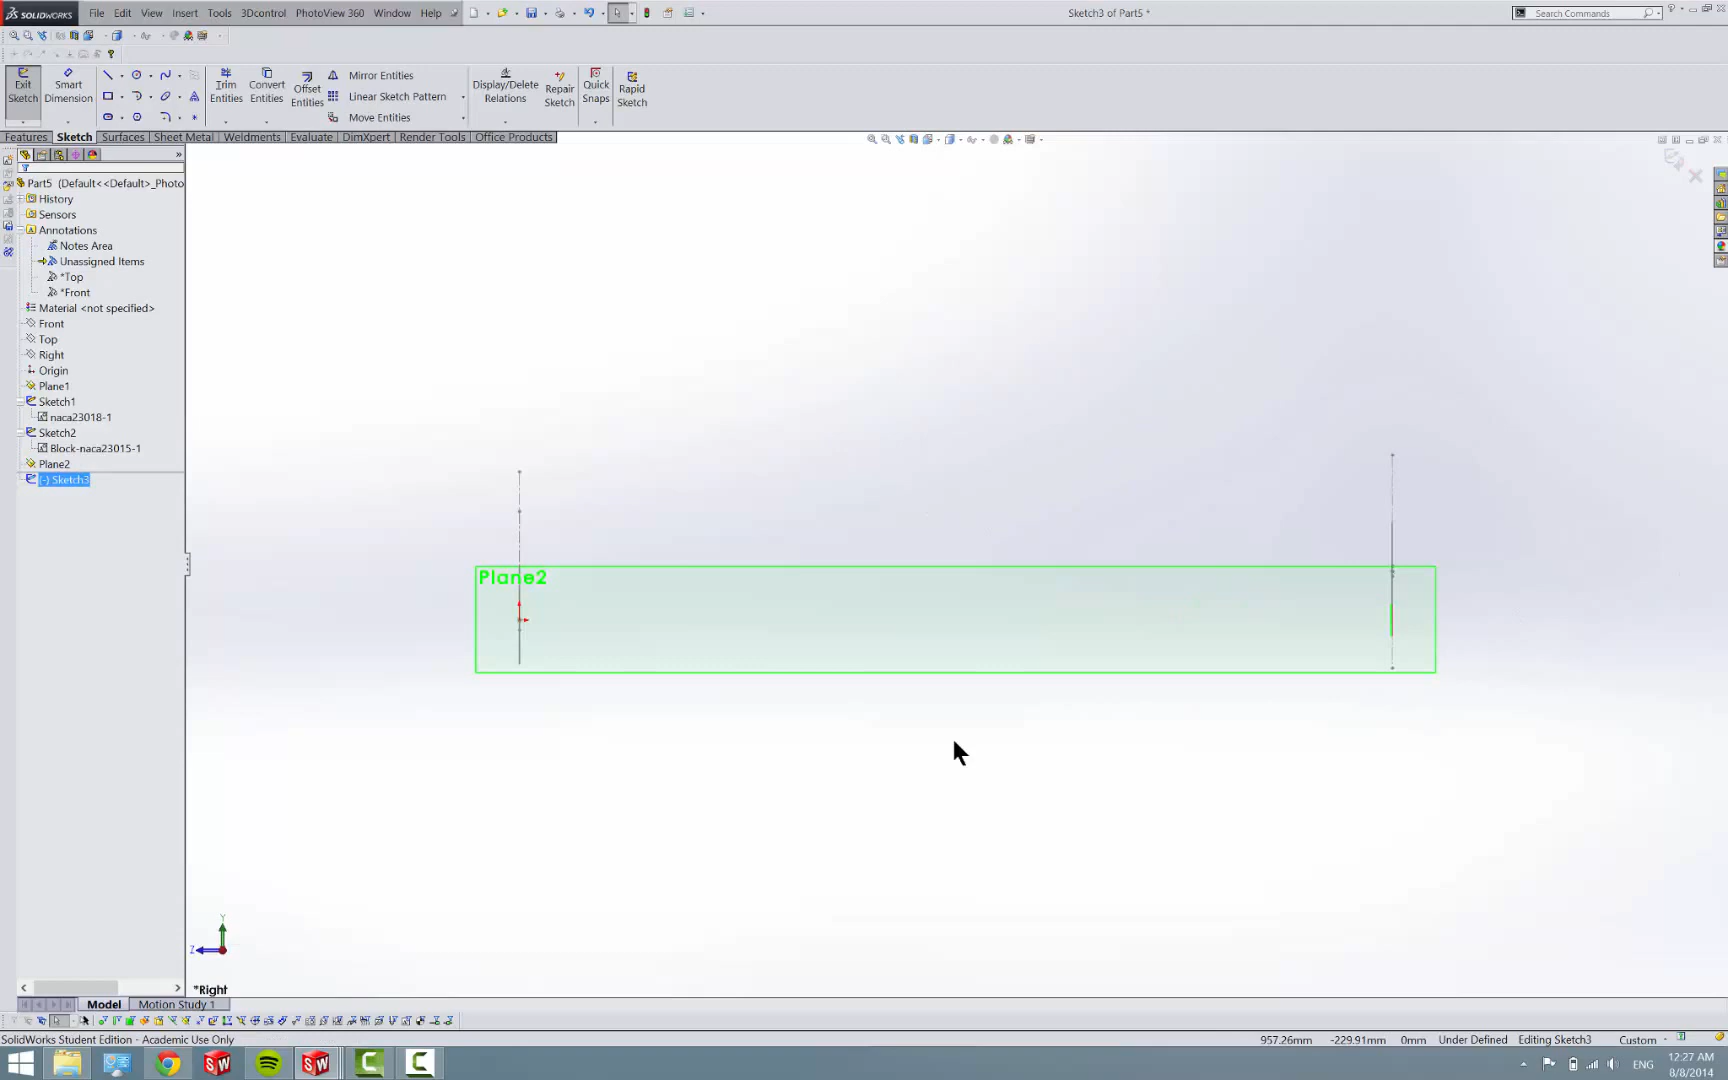 SOLIDWORKS File Edit View Insert Tools 3Dcontrol PhotoView 360 Window Help Sketch3 of Part5 * Search Commands
Exit Sketch
Smart Dimension
Trim Entities
Convert Entities
Offset Entities
Mirror Entities
Linear Sketch Pattern
Move Entities
Display/Delete Relations
Repair Sketch
Quick Snaps
Rapid Sketch
Features Sketch Surfaces Sheet Metal Weldments Evaluate DimXpert Render Tools Office Products
Part5 (Default<<Default>_Photo
History
Sensors
Annotations
Notes Area
Unassigned Items
*Top
*Front
Material <not specified>
Front
Top
Right
Origin
Plane1
Sketch1
naca23018-1
Sketch2
Block-naca23015-1
Plane2
(-) Sketch3
Plane2
Y
Z
*Right
Model Motion Study 1
SolidWorks Student Edition - Academic Use Only 957.26mm -229.91mm 0mm Under Defined Editing Sketch3 Custom
ENG 12:27 AM
8/8/2014